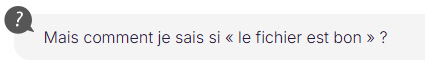 ?
Mais comment je sais si « le fichier est bon » ?